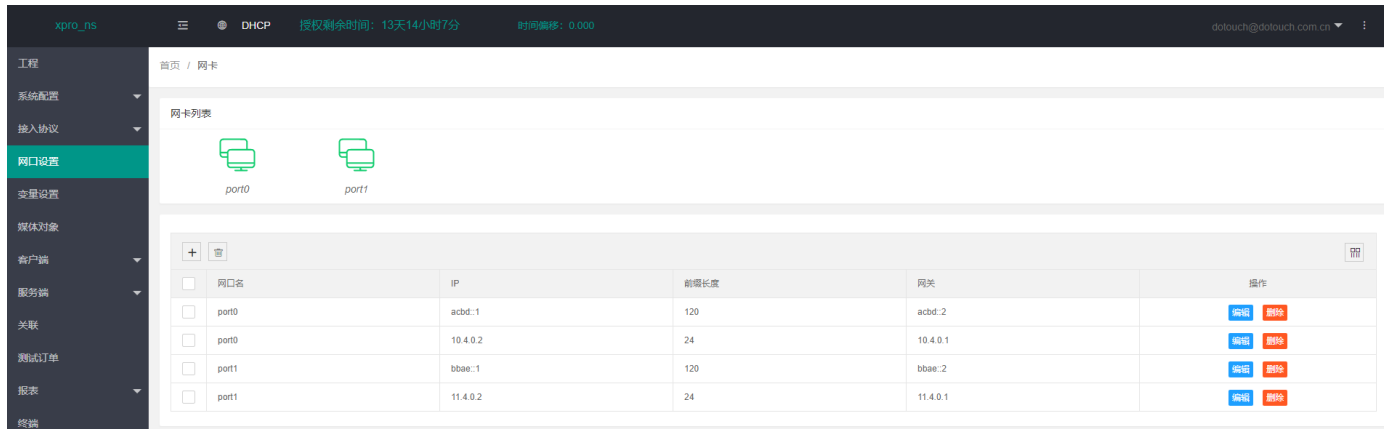 xpro_ns DHCP 授权剩余时间：13天14小时7分 时间偏移：0.000 dotouch@dotouch.com.cn
工程
首页 / 网卡
系统配置
网卡列表
接入协议
网口设置
port0 port1
变量设置
媒体对象
客户端
网口名 IP 前缀长度 网关 操作
服务端
port0 acbd::1 120 acbd::2 编辑 删除
关联
port0 10.4.0.2 24 10.4.0.1 编辑 删除
测试订单
port1 bbae::1 120 bbae::2 编辑 删除
报表
port1 11.4.0.2 24 11.4.0.1 编辑 删除
终端